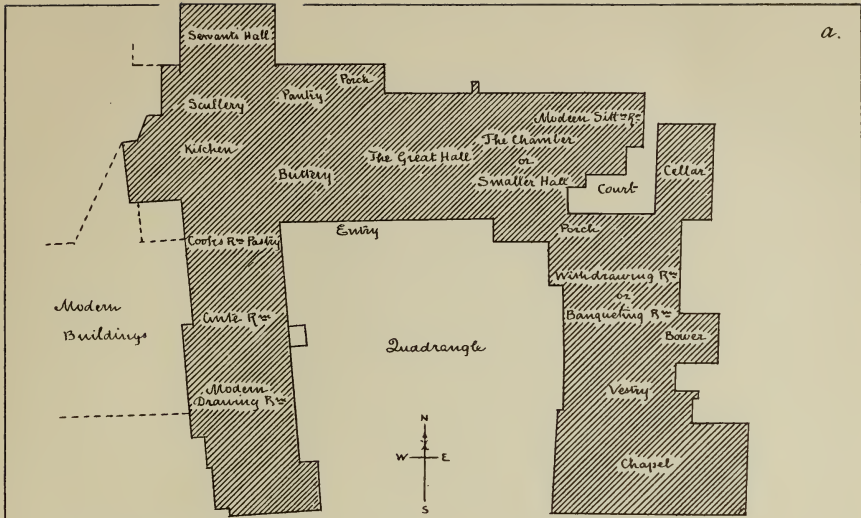 a.
Servants Hall
Porch
Scullery
Pantry
Modern Sittg Rm
Kitchen
The Great Hall
The Chamber
or
Smaller Hall
Buttery
Court
Cellar
Entry
Porch
Cooks Rm Pastry
Withdrawing Rm
or
Banqueting Rm
Modern
Buildings
Ante Rm
Bower
Quadrangle
Modern
Drawing Rm
Vestry
N
W E
S
Chapel